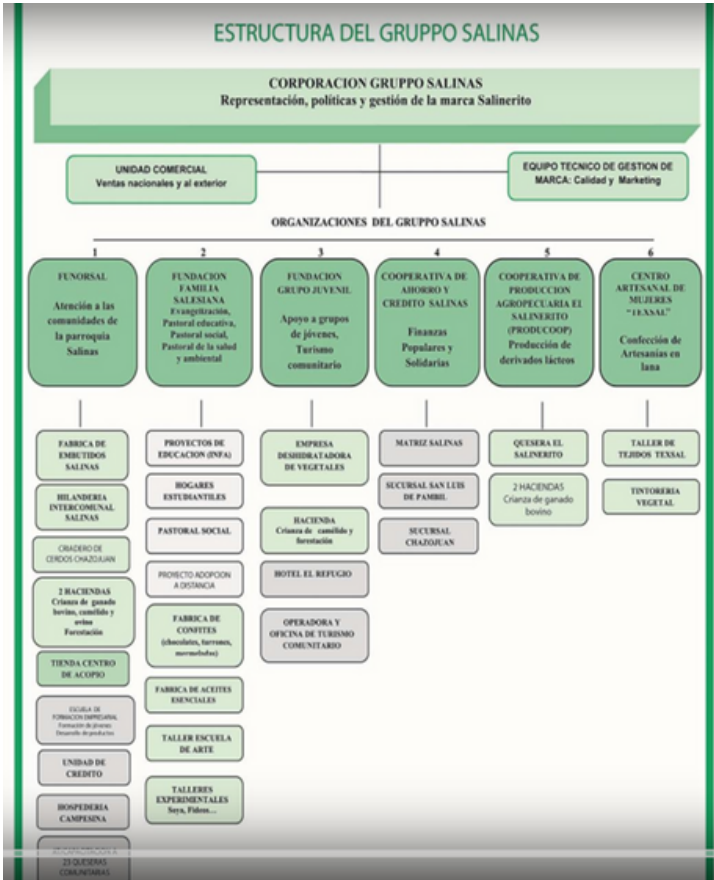 ESTRUCTURA DEL GRUPPO SALINAS
CORPORACION GRUPPO SALINAS
Representación, políticas y gestión de la marca Salinerito
UNIDAD COMERCIAL
Ventas nacionales y al exterior
EQUIPO TECNICO DE GESTION DE
MARCA: Calidad y Marketing
ORGANIZACIONES DEL GRUPPO SALINAS
1
FUNORSAL
Atención a las
comunidades de
la parroquia
Salinas
2
FUNDACION
FAMILIA
SALESIANA
Evangelización,
Pastoral educativa,
Pastoral social,
Pastoral de la salud
y ambiental
3
FUNDACION
GRUPO JUVENIL
Apoyo a grupos
de jóvenes,
Turismo
comunitario
4
COOPERATIVA DE
AHORRO Y
CREDITO SALINAS
Finanzas
Populares y
Solidarias
5
COOPERATIVA DE
PRODUCCION
AGROPECUARIA EL
SALINERITO
(PRODUCOOP)
Producción de
derivados lácteos
6
CENTRO
ARTESANAL DE
MUJERES
"TEXSAL"
Confección de
Artesanías en
lana
FABRICA DE
EMBUTIDOS
SALINAS
HILANDERIA
INTERCOMUNAL
SALINAS
CRIADERO DE
CERDOS CHAZOJUAN
2 HACIENDAS
Crianza de ganado
bovino, camélido y
ovino
Forestación
TIENDA CENTRO
DE ACOPIO
ESCUELA DE
FORMACION EMPRESARIAL
Formación de jóvenes
Desarrollo de productos
UNIDAD DE
CREDITO
HOSPEDERIA
CAMPESINA
CAPACITACION A
23 QUESERAS
COMUNITARIAS
PROYECTOS DE
EDUCACION (INFA)
HOGARES
ESTUDIANTILES
PASTORAL SOCIAL
PROYECTO ADOPCION
A DISTANCIA
FABRICA DE
CONFITES
(chocolates, turrones,
mermeladas)
FABRICA DE ACEITES
ESENCIALES
TALLER ESCUELA
DE ARTE
TALLERES
EXPERIMENTALES
Soya, Fideos...
EMPRESA
DESHIDRATADORA
DE VEGETALES
HACIENDA
Crianza de camélido y
forestación
HOTEL EL REFUGIO
OPERADORA Y
OFICINA DE TURISMO
COMUNITARIO
MATRIZ SALINAS
SUCURSAL SAN LUIS
DE PAMBIL
SUCURSAL
CHAZOJUAN
QUESERA EL
SALINERITO
2 HACIENDAS
Crianza de ganado
bovino
TALLER DE
TEJIDOS TEXSAL
TINTORERIA
VEGETAL